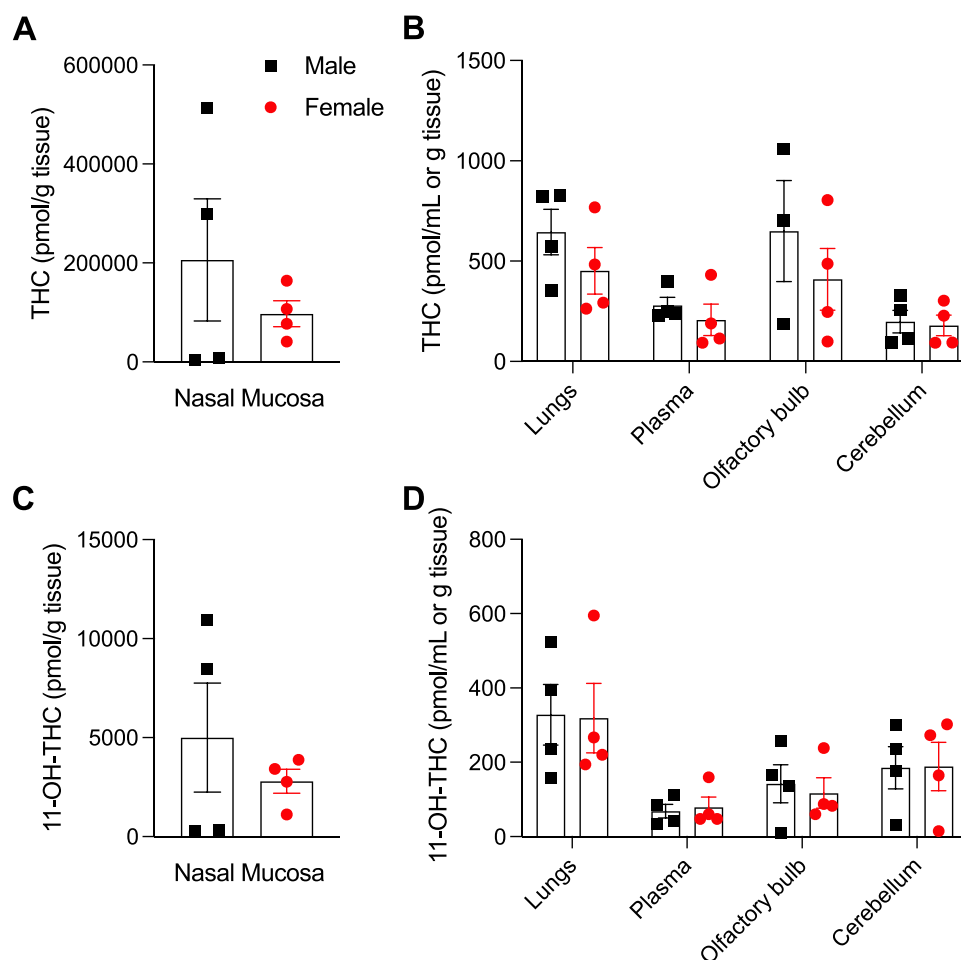 A
THC (pmol/g tissue)
600000
400000
200000
0
Nasal Mucosa
Male
Female
B
THC (pmol/mL or g tissue)
1500
1000
500
0
Lungs
Plasma
Olfactory bulb
Cerebellum
C
11-OH-THC (pmol/g tissue)
15000
10000
5000
0
Nasal Mucosa
D
11-OH-THC (pmol/mL or g tissue)
800
600
400
200
0
Lungs
Plasma
Olfactory bulb
Cerebellum